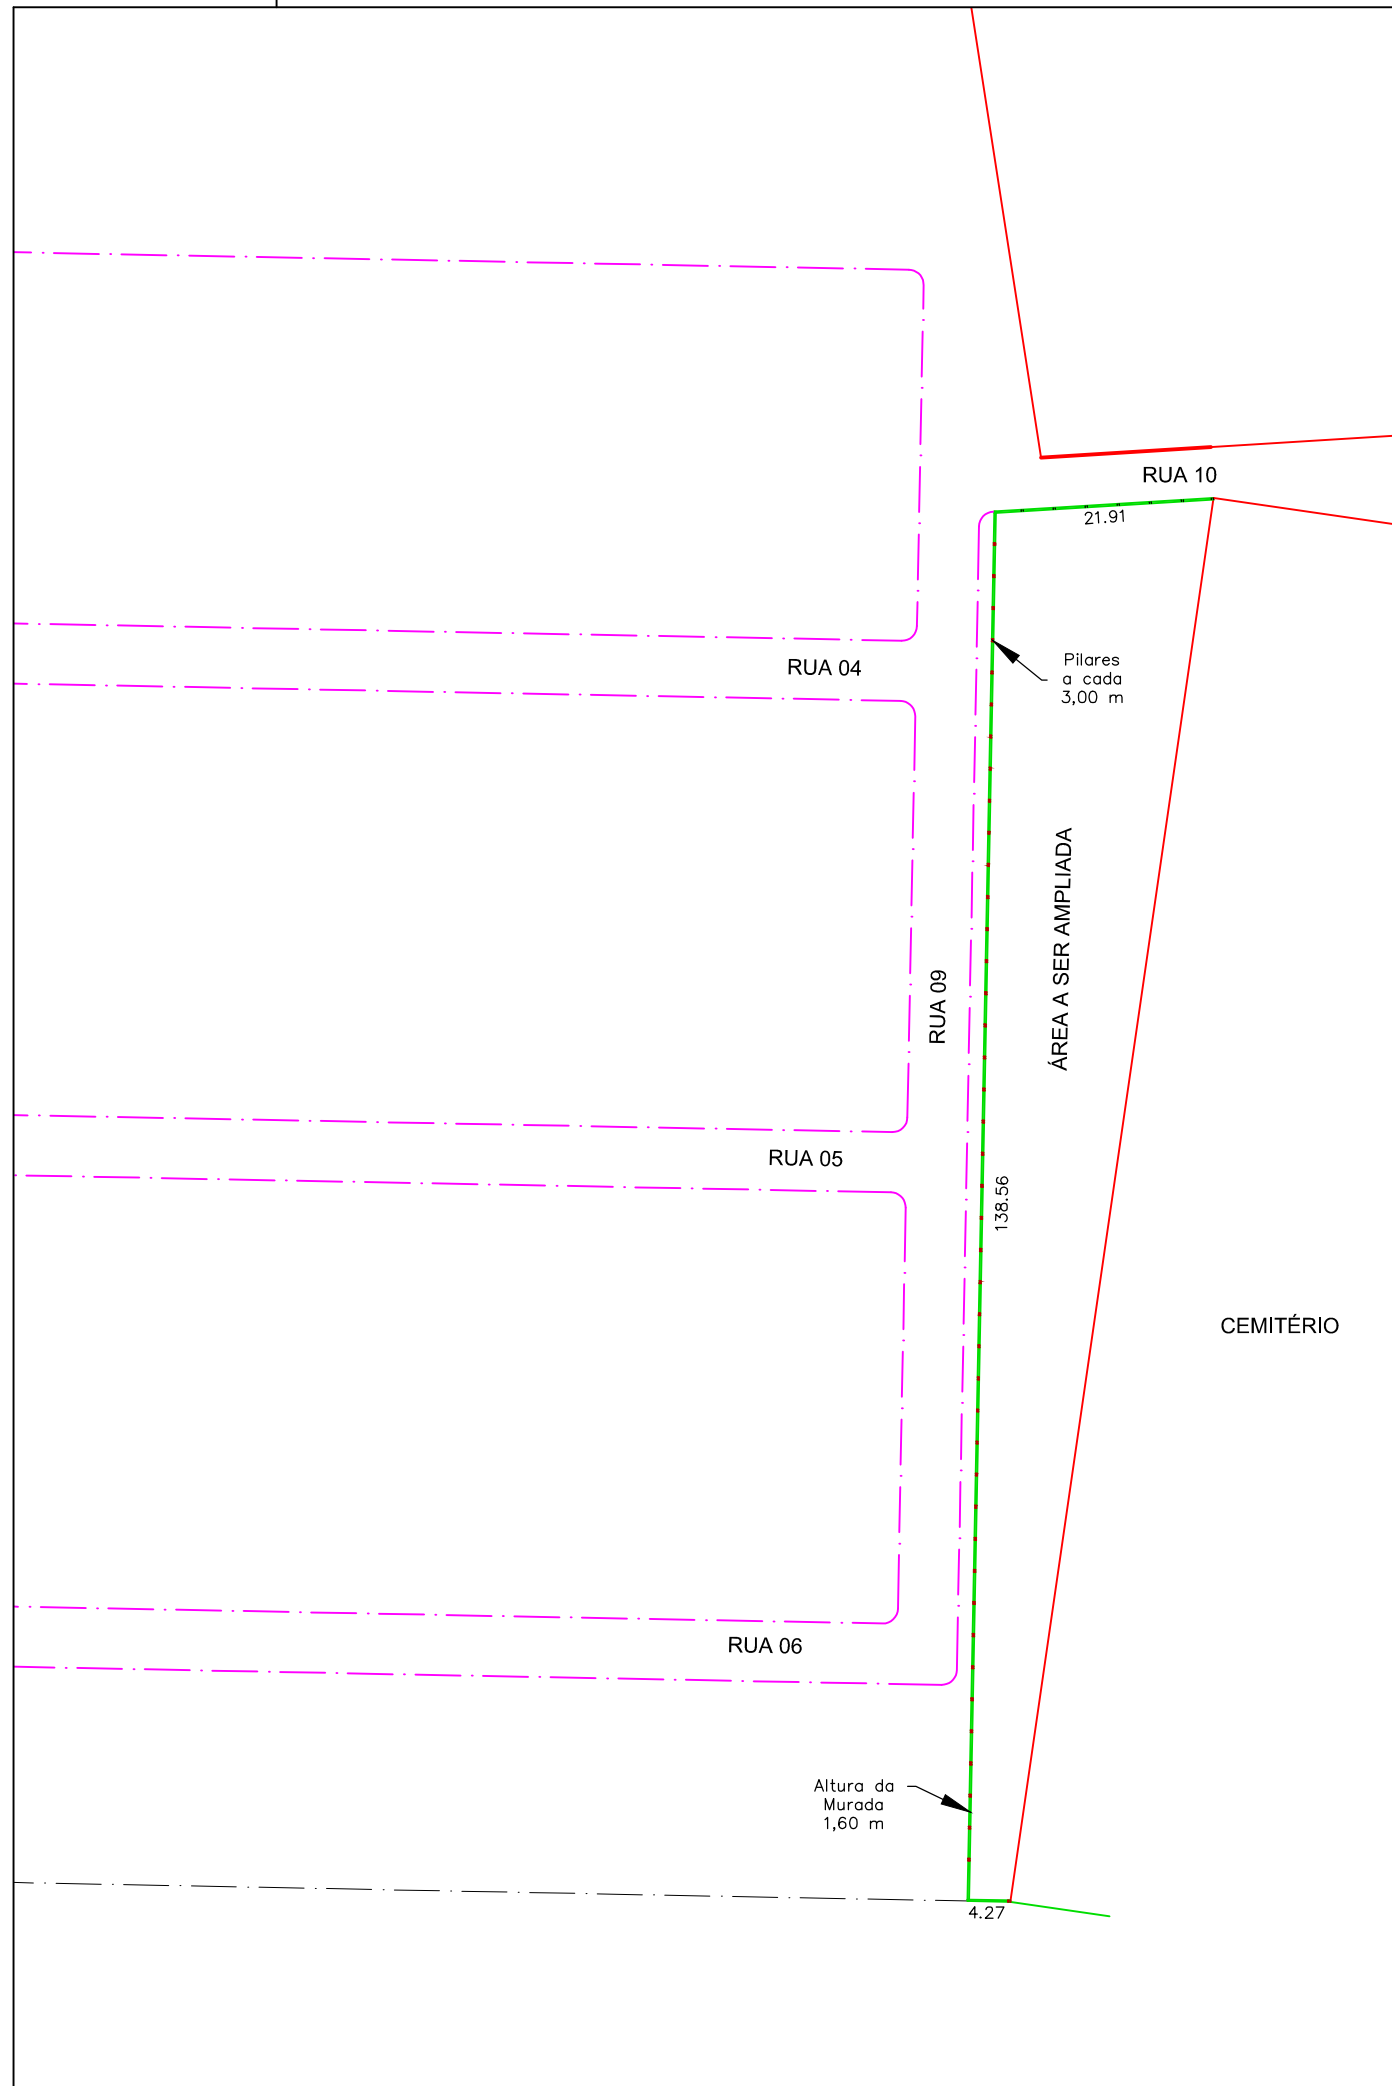 RUA 10
21.91
RUA 04
Pilares
a cada
3,00 m
ÁREA A SER AMPLIADA
RUA 09
RUA 05
138.56
CEMITÉRIO
RUA 06
Altura da
Murada
1,60 m
4.27